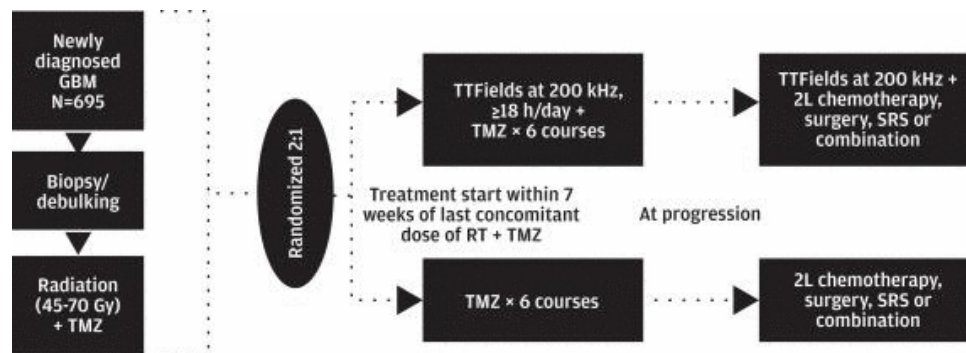 Newly
diagnosed
GBM
N=695
Biopsy/
debulking
Radiation
(45-70 Gy)
+ TMZ
Randomized 2:1
TTFields at 200 kHz,
≥18 h/day +
TMZ × 6 courses
Treatment start within 7
weeks of last concomitant
dose of RT + TMZ
TMZ × 6 courses
At progression
TTFields at 200 kHz +
2L chemotherapy,
surgery, SRS or
combination
2L chemotherapy,
surgery, SRS or
combination